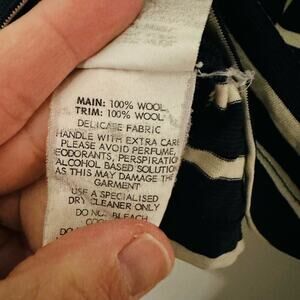 MAIN: 100% WOOL
TRIM: 100% WOOL
DELICATE FABRIC
HANDLE WITH EXTRA CARE
PLEASE AVOID PERFUME,
DEODORANTS, PERSPIRATION
ALCOHOL BASED SOLUTION
AS THIS MAY DAMAGE THE
GARMENT
USE A SPECIALISED
DRY CLEANER ONLY
DO NOT BLEACH